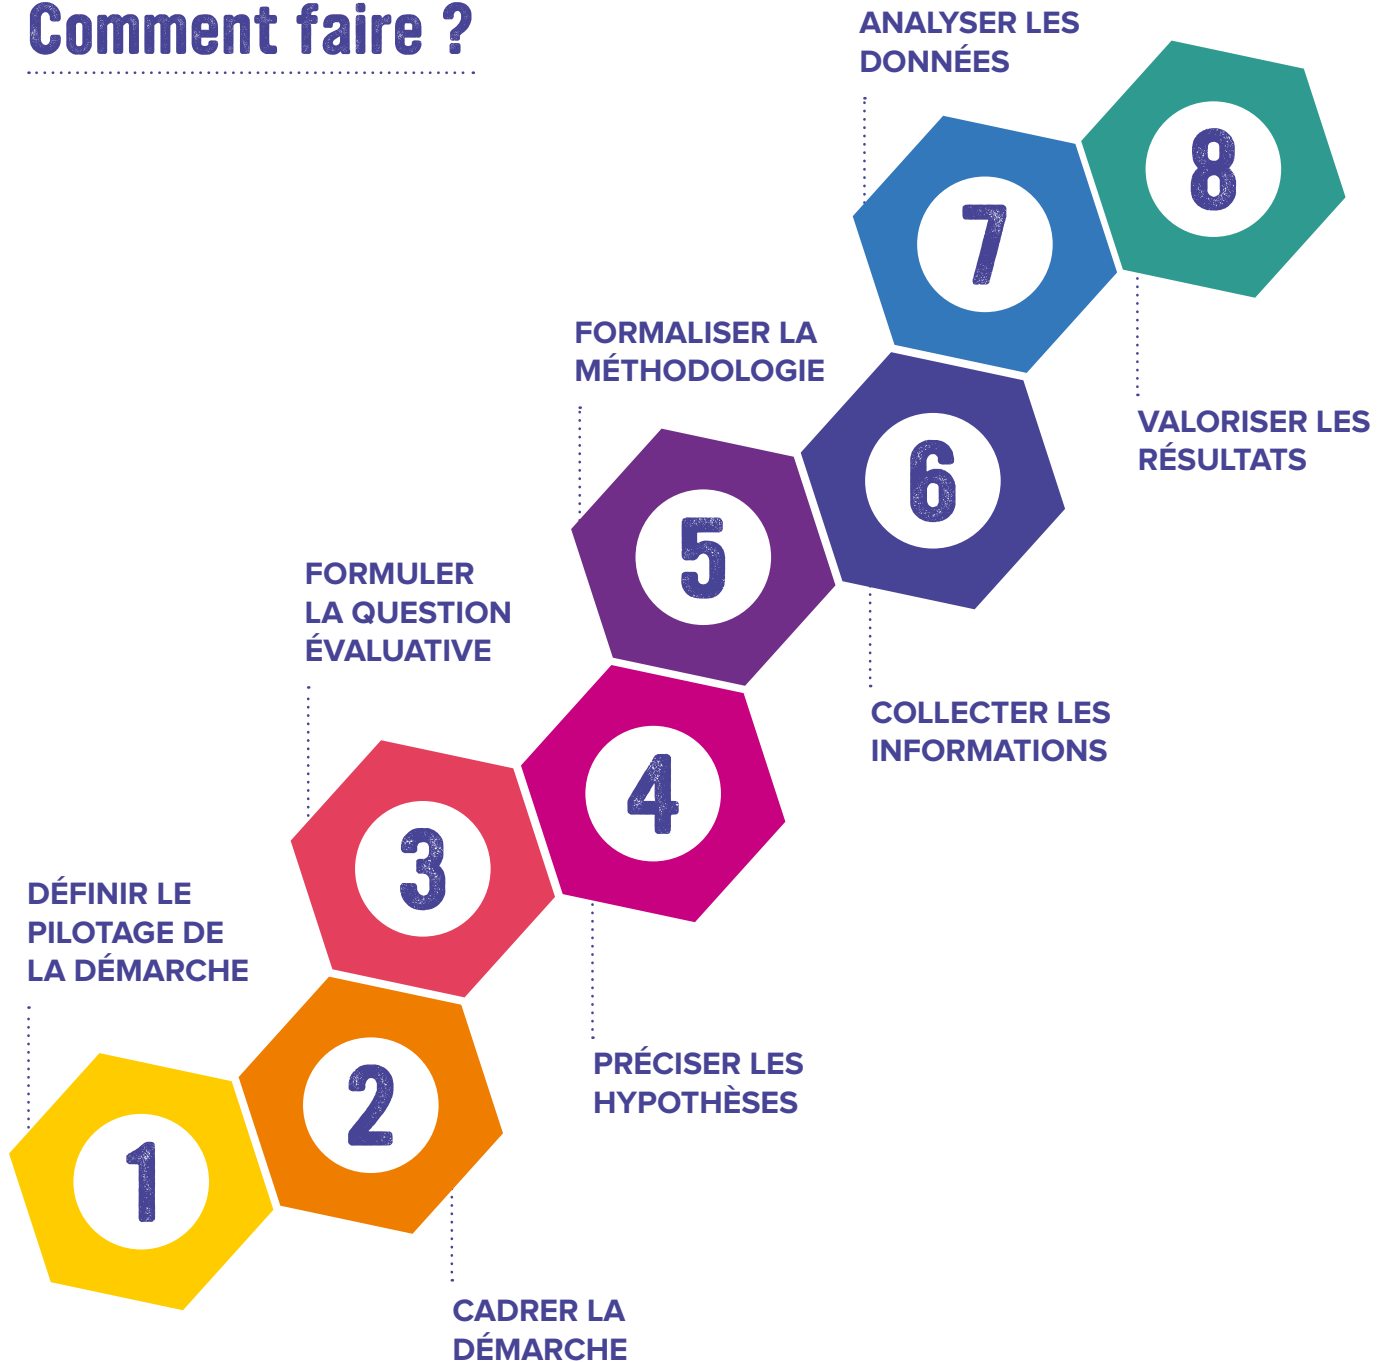 Comment faire ?
1
DÉFINIR LE
PILOTAGE DE
LA DÉMARCHE
2
CADRER LA
DÉMARCHE
3
FORMULER
LA QUESTION
ÉVALUATIVE
4
PRÉCISER LES
HYPOTHÈSES
5
FORMALISER LA
MÉTHODOLOGIE
6
COLLECTER LES
INFORMATIONS
7
ANALYSER LES
DONNÉES
8
VALORISER LES
RÉSULTATS